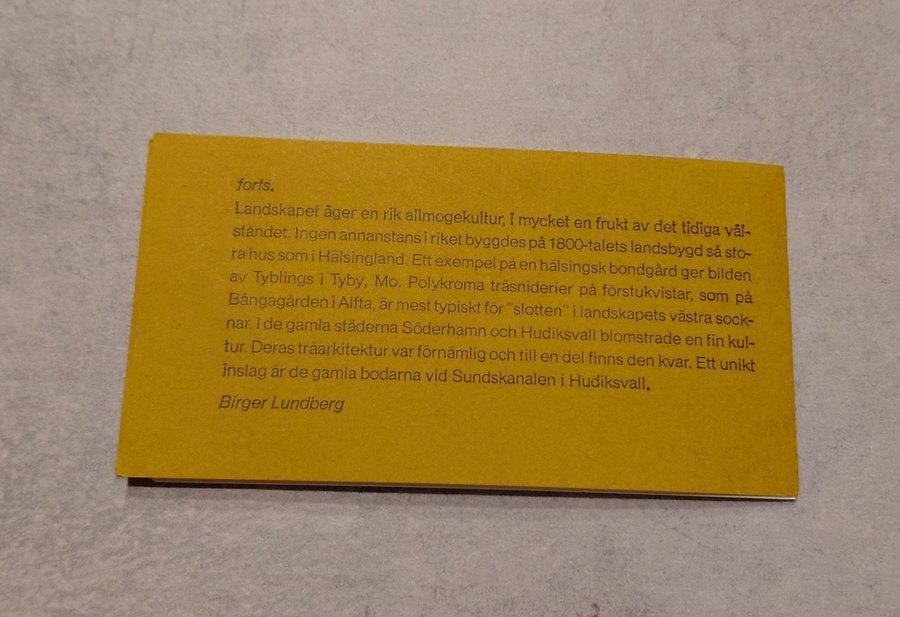 forts.
Landskapet äger en rik allmogekultur, i mycket en frukt av det tidiga väl-
ståndet. Ingen annanstans i riket byggdes på 1800-talets landsbygd så sto-
ra hus som i Hälsingland. Ett exempel på en hälsingsk bondgård ger bilden
av Tyblings i Tyby, Mo. Polykroma träsniderier på förstukvistar, som på
Bångagården i Alfta, är mest typiskt för "slotten" i landskapets västra sock-
nar. I de gamla städerna Söderhamn och Hudiksvall blomstrade en fin kul-
tur. Deras träarkitektur var förnämlig och till en del finns den kvar. Ett unikt
inslag är de gamla bodarna vid Sundskanalen i Hudiksvall.
Birger Lundberg